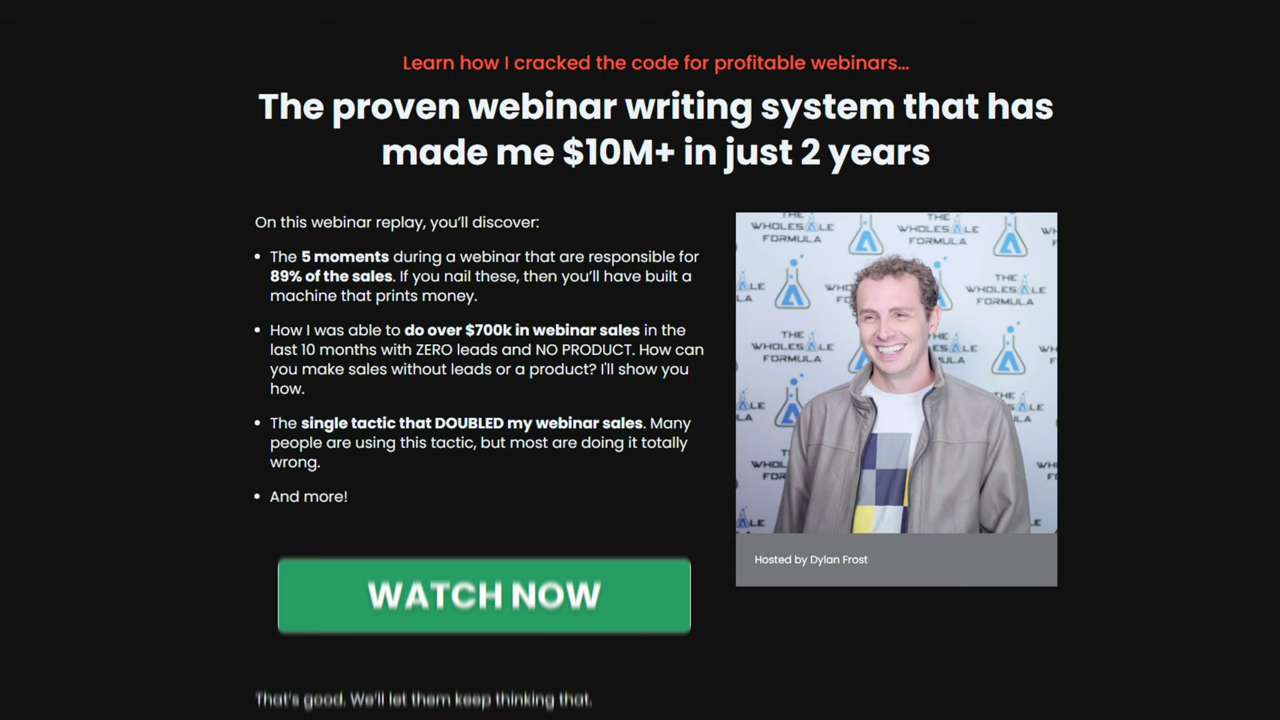 Learn how I cracked the code for profitable webinars...
The proven webinar writing system that has
made me $10M+ in just 2 years
On this webinar replay, you'll discover:
• The 5 moments during a webinar that are responsible for
89% of the sales. If you nail these, then you'll have built a
machine that prints money.
• How I was able to do over $700k in webinar sales in the
last 10 months with ZERO leads and NO PRODUCT. How can
you make sales without leads or a product? I'll show you
how.
• The single tactic that DOUBLED my webinar sales. Many
people are using this tactic, but most are doing it totally
wrong.
• And more!
WATCH NOW
THE
WHOLESALE
FORMULA
Hosted by Dylan Frost
That's good. We'll let them keep thinking that.